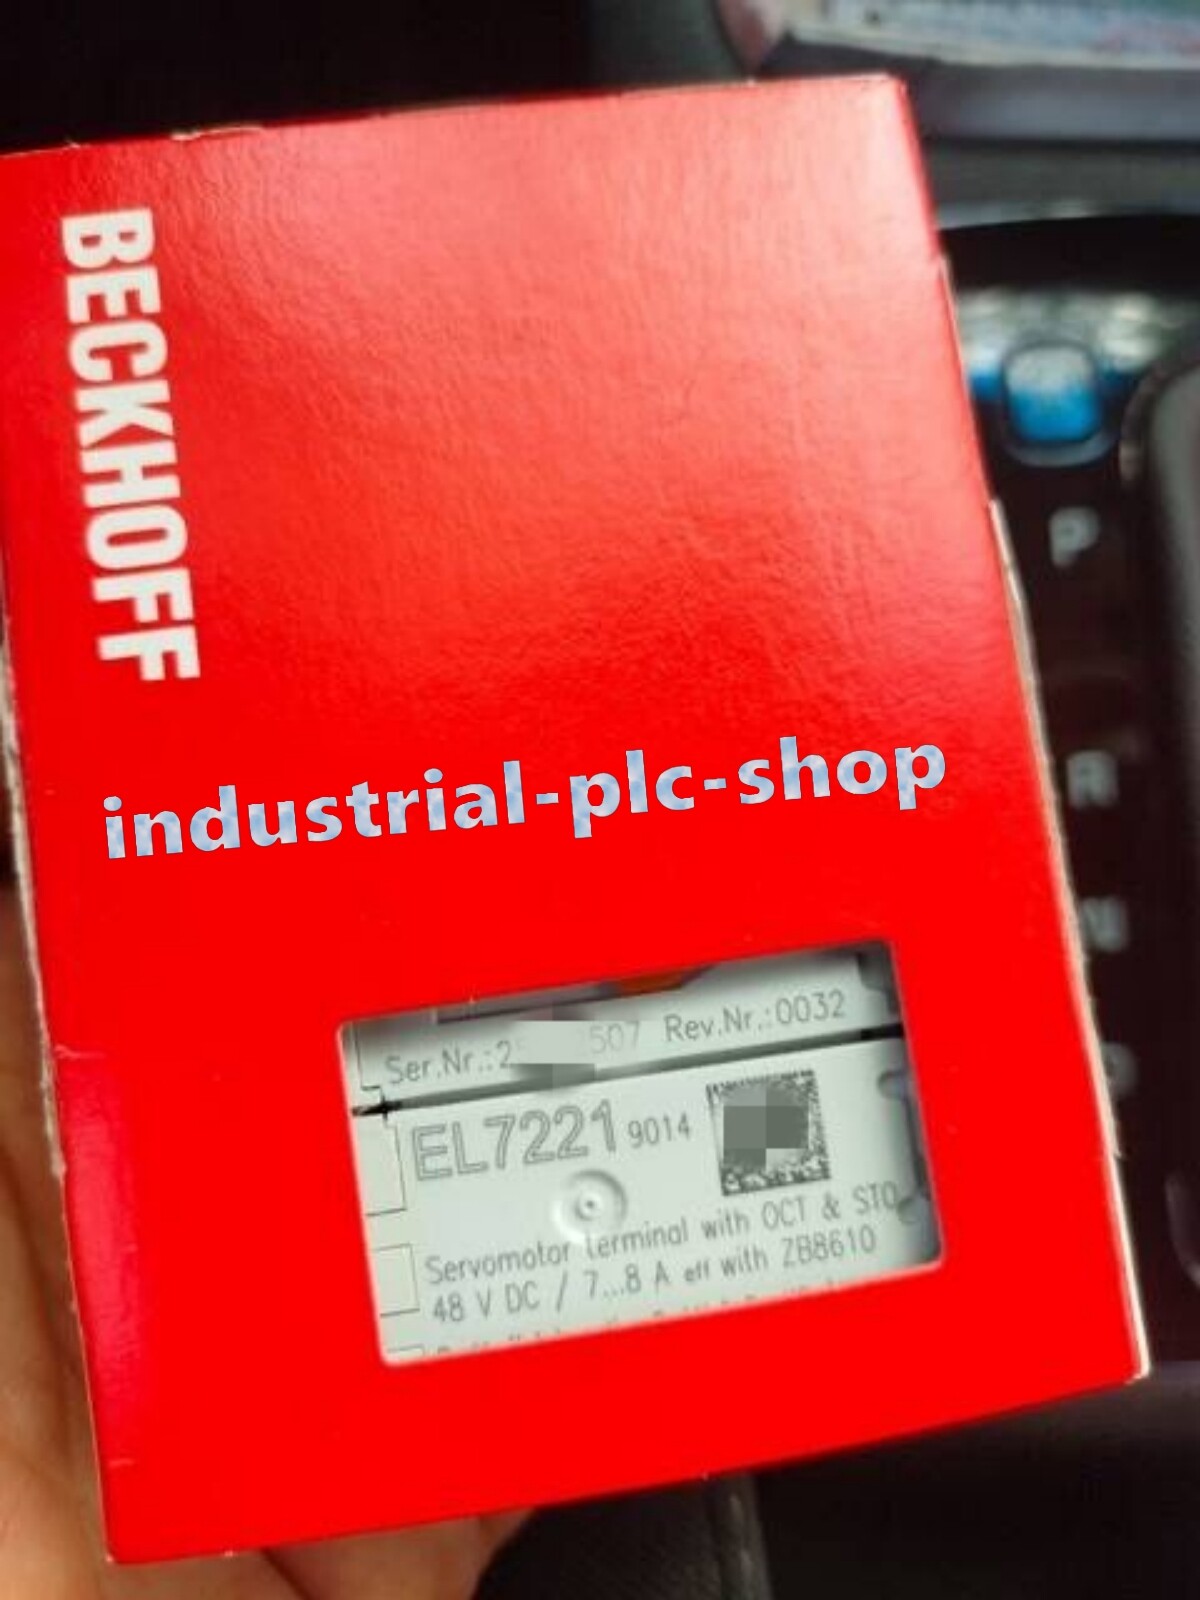 BECKHOFF
industrial-plc-shop
Ser.Nr.:2 507 Rev.Nr.:0032
EL7221 9014
Servomotor terminal with OCT & STO
48 V DC / 7...8 A eff with ZB8610
P
R
N